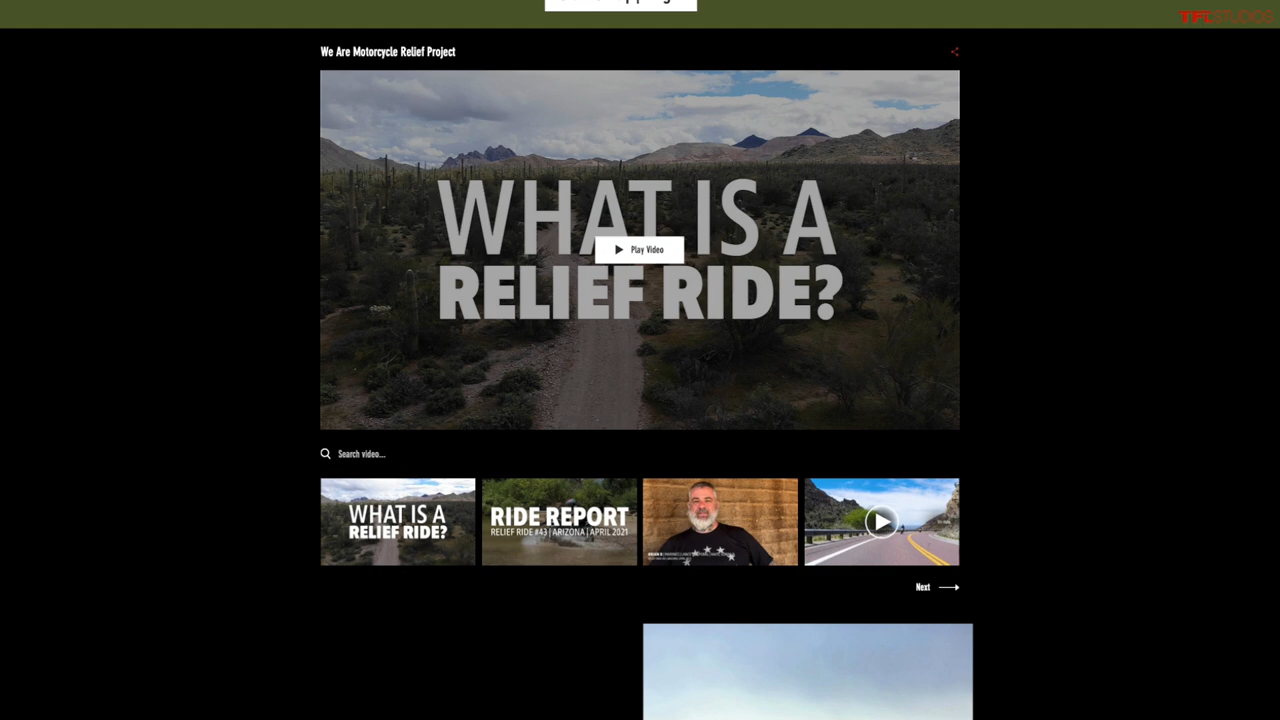 TFLSTUDIOS
We Are Motorcycle Relief Project
WHAT IS A
Play Video
RELIEF RIDE?
Search video...
WHAT IS A
RELIEF RIDE?
RIDE REPORT
RELIEF RIDE #43 | ARIZONA | APRIL 2021
Next